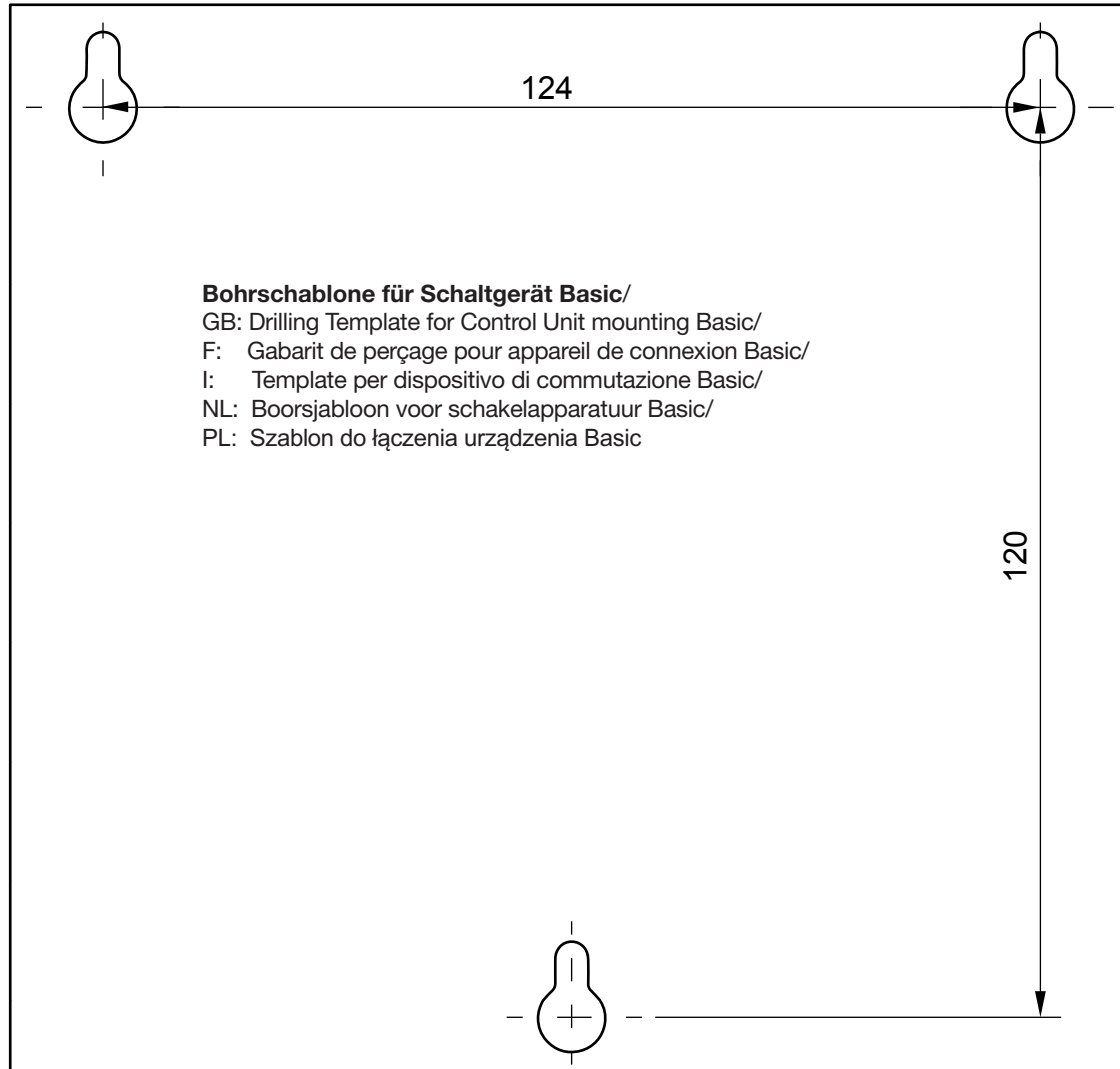 124
Bohrschablone für Schaltgerät Basic/
GB: Drilling Template for Control Unit mounting Basic/
F: Gabarit de perçage pour appareil de connexion Basic/
I: Template per dispositivo di commutazione Basic/
NL: Boorsjabloon voor schakelapparatuur Basic/
PL: Szablon do łączenia urządzenia Basic
120